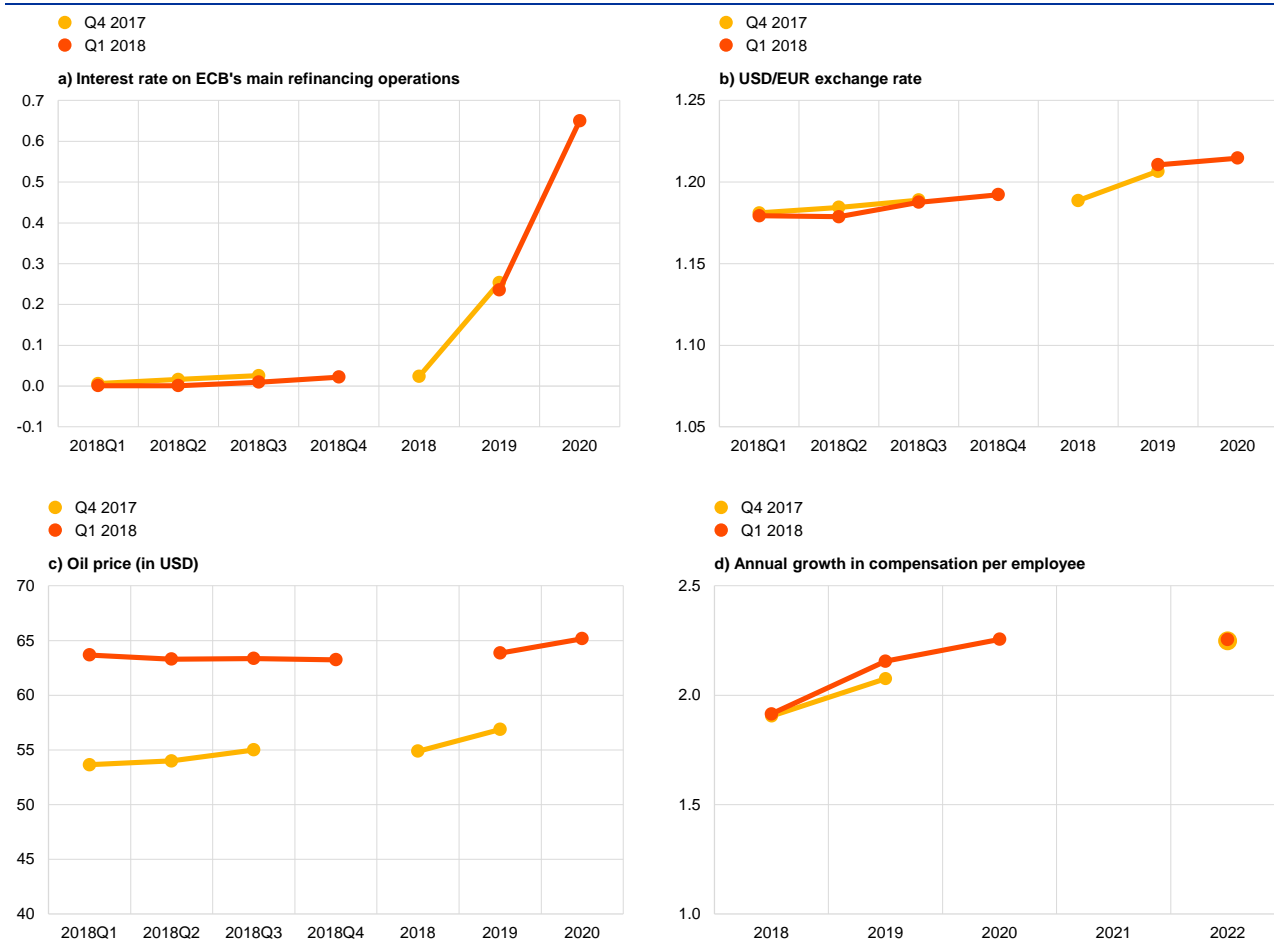 Q4 2017
Q1 2018
a) Interest rate on ECB's main refinancing operations
0.7
0.6
0.5
0.4
0.3
0.2
0.1
0.0
-0.1
2018Q1 2018Q2 2018Q3 2018Q4 2018 2019 2020
Q4 2017
Q1 2018
b) USD/EUR exchange rate
1.25
1.20
1.15
1.10
1.05
2018Q1 2018Q2 2018Q3 2018Q4 2018 2019 2020
Q4 2017
Q1 2018
c) Oil price (in USD)
70
65
60
55
50
45
40
2018Q1 2018Q2 2018Q3 2018Q4 2018 2019 2020
Q4 2017
Q1 2018
d) Annual growth in compensation per employee
2.5
2.0
1.5
1.0
2018 2019 2020 2021 2022